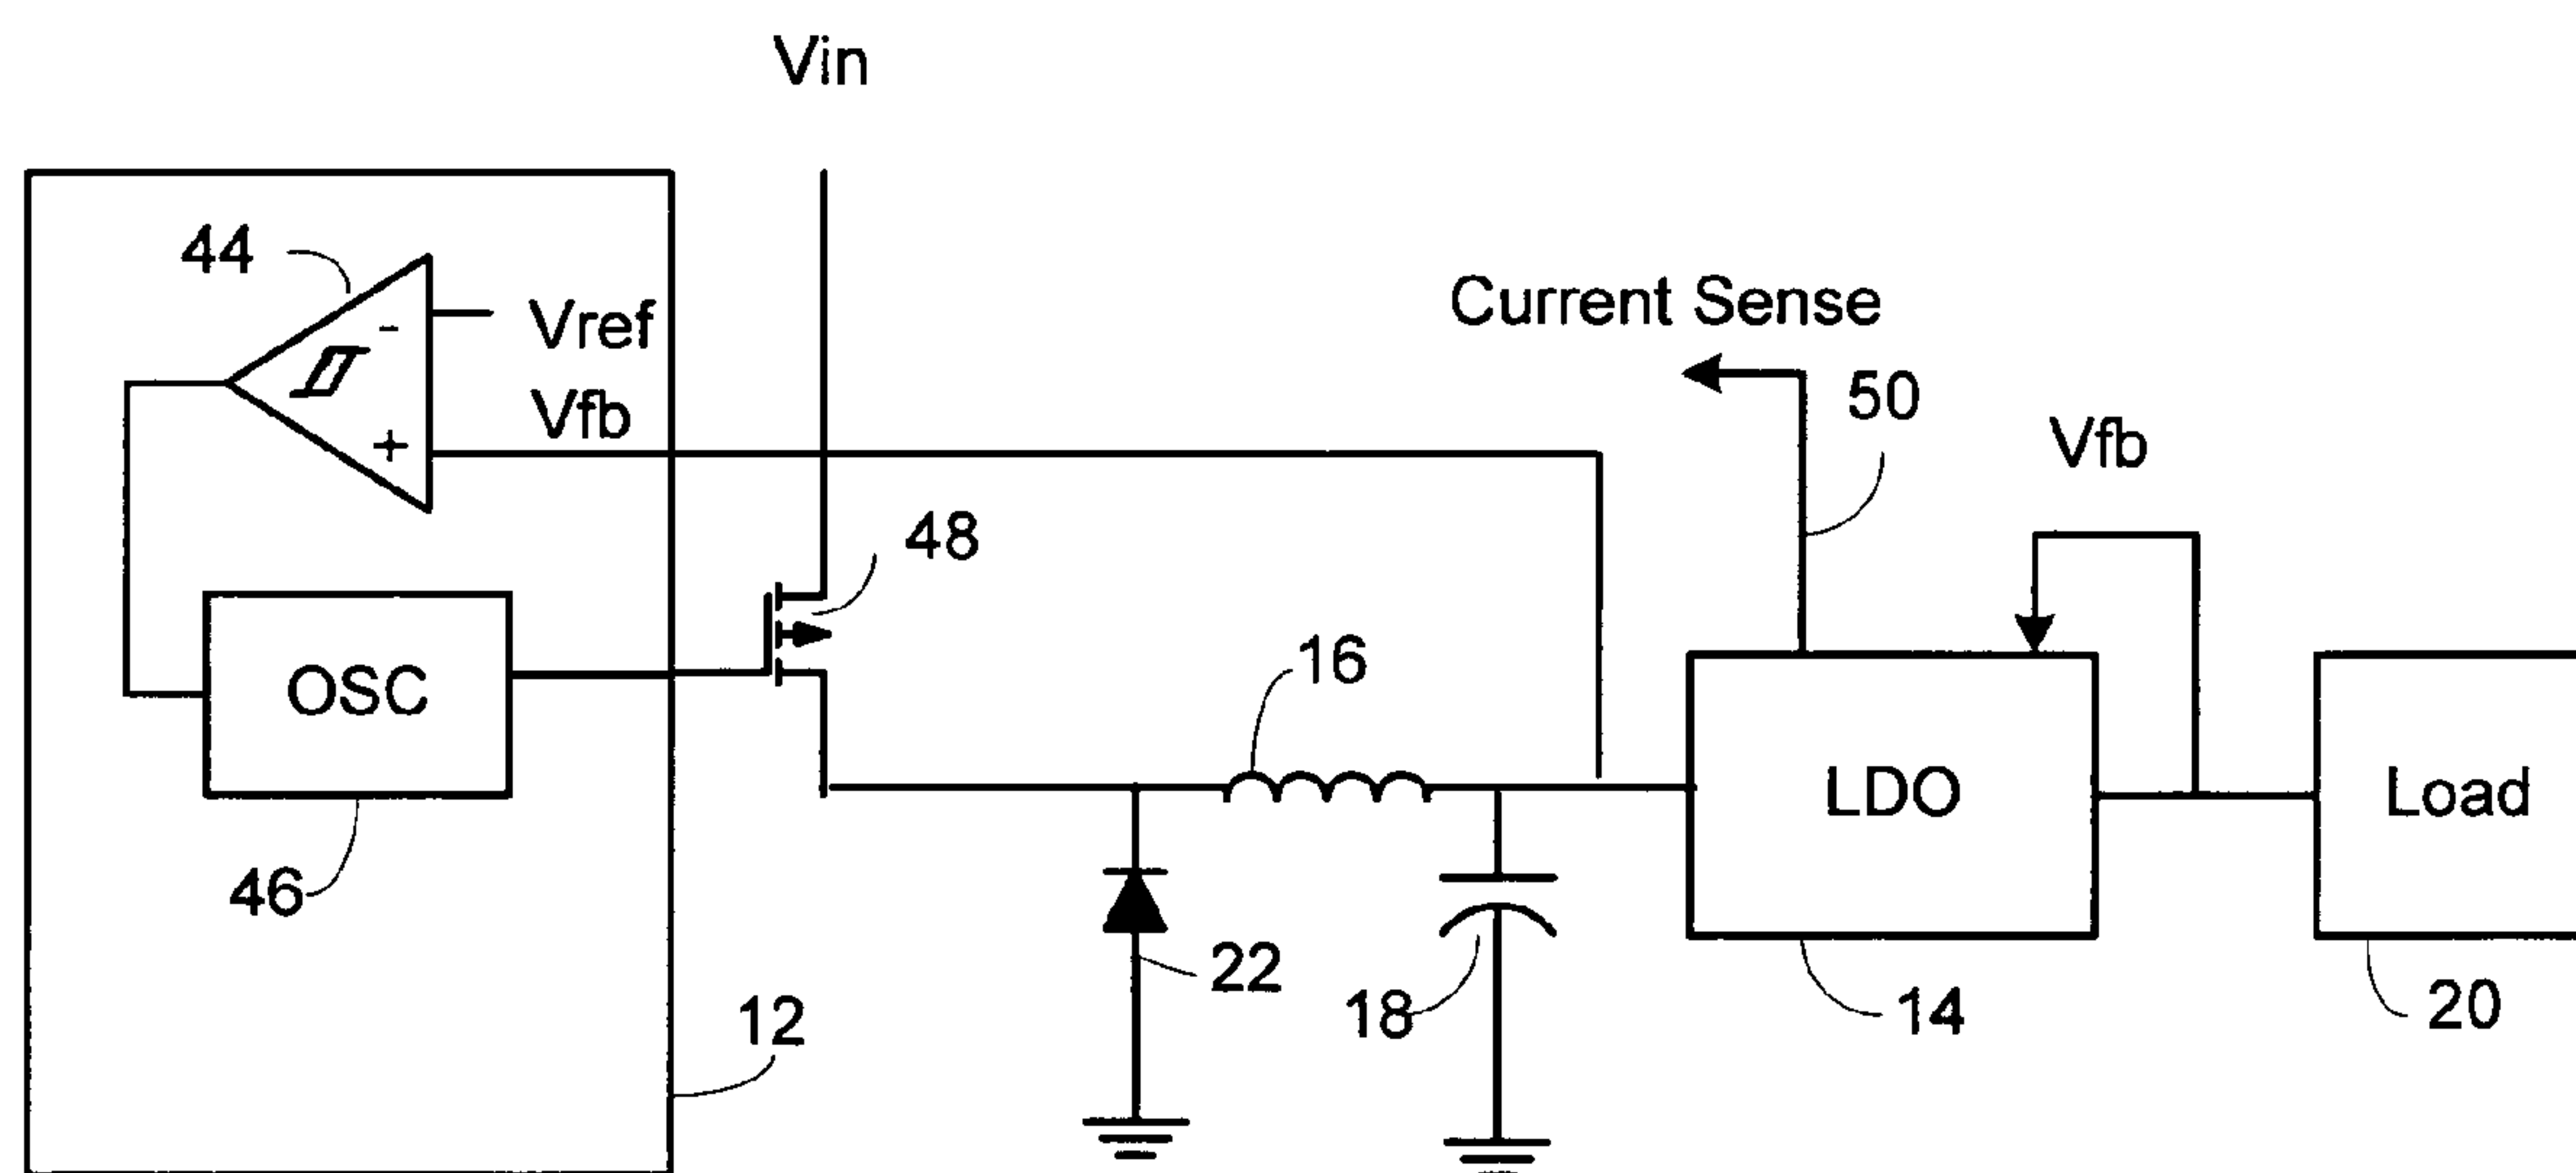 Vin
44
-
Vref
Vfb
+
Current Sense
50
Vfb
48
16
OSC
LDO
Load
46
22
18
14
20
12